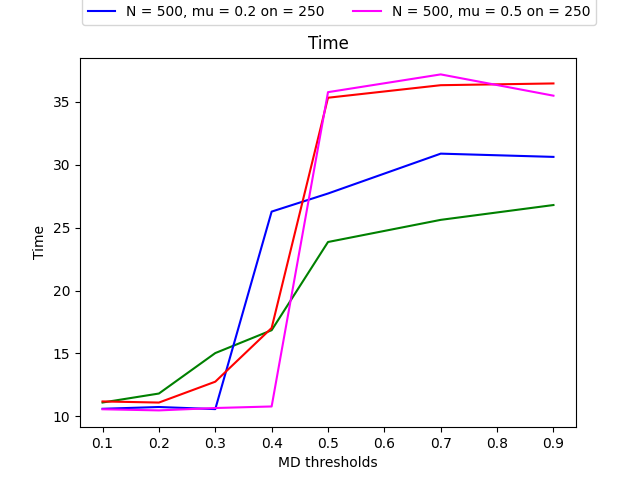 N = 500, mu = 0.2 on = 250 N = 500, mu = 0.5 on = 250
Time
35
30
25
20
15
10
Time
0.1 0.2 0.3 0.4 0.5 0.6 0.7 0.8 0.9
MD thresholds